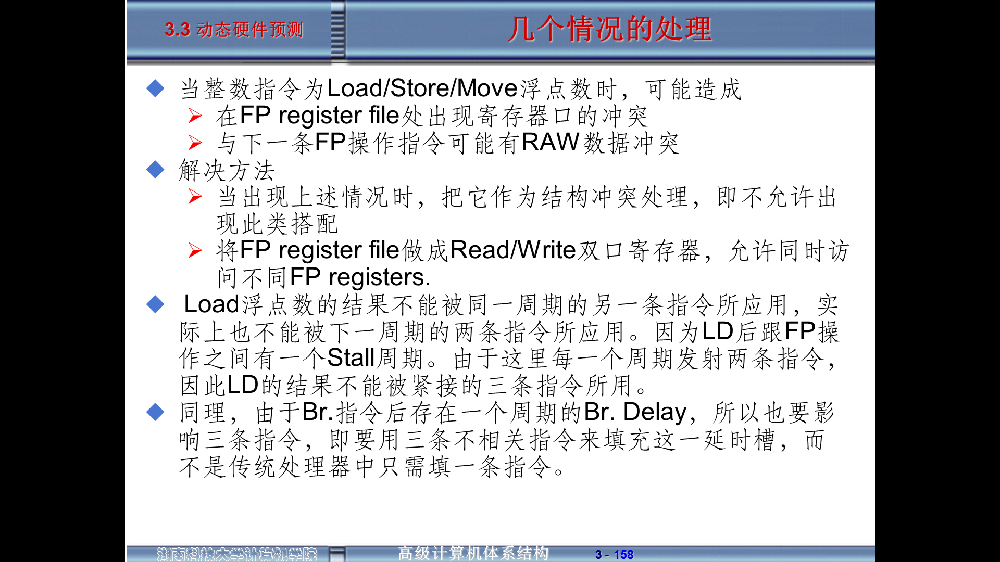 3.3 动态硬件预测
几个情况的处理
当整数指令为Load/Store/Move浮点数时，可能造成
在FP register file处出现寄存器口的冲突
与下一条FP操作指令可能有RAW数据冲突
解决方法
当出现上述情况时，把它作为结构冲突处理，即不允许出
现此类搭配
将FP register file做成Read/Write双口寄存器，允许同时访
问不同FP registers.
Load浮点数的结果不能被同一周期的另一条指令所应用，实
际上也不能被下一周期的两条指令所应用。因为LD后跟FP操
作之间有一个Stall周期。由于这里每一个周期发射两条指令，
因此LD的结果不能被紧接的三条指令所用。
同理，由于Br.指令后存在一个周期的Br. Delay，所以也要影
响三条指令，即要用三条不相关指令来填充这一延时槽，而
不是传统处理器中只需填一条指令。
湖南科技大学计算机学院
高级计算机体系结构
3 - 158